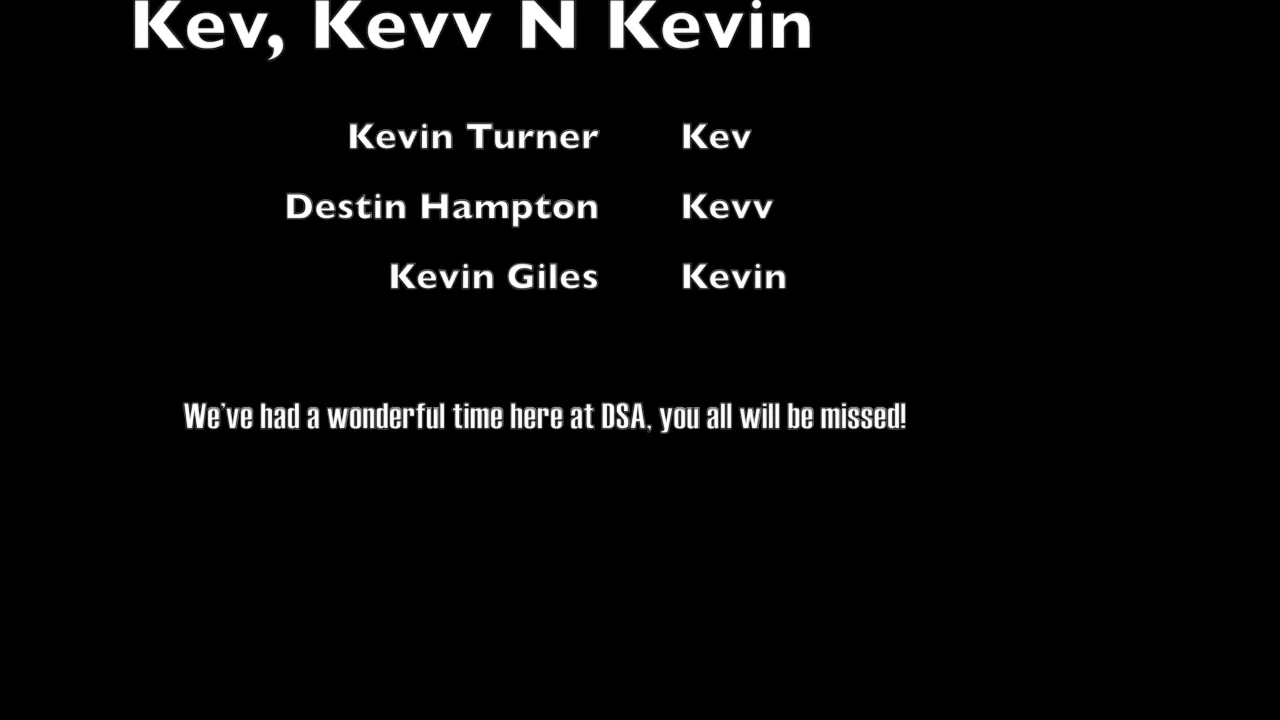 Kev, Kevv N Kevin
Kevin Turner Kev
Destin Hampton Kevv
Kevin Giles Kevin
We've had a wonderful time here at DSA, you all will be missed!